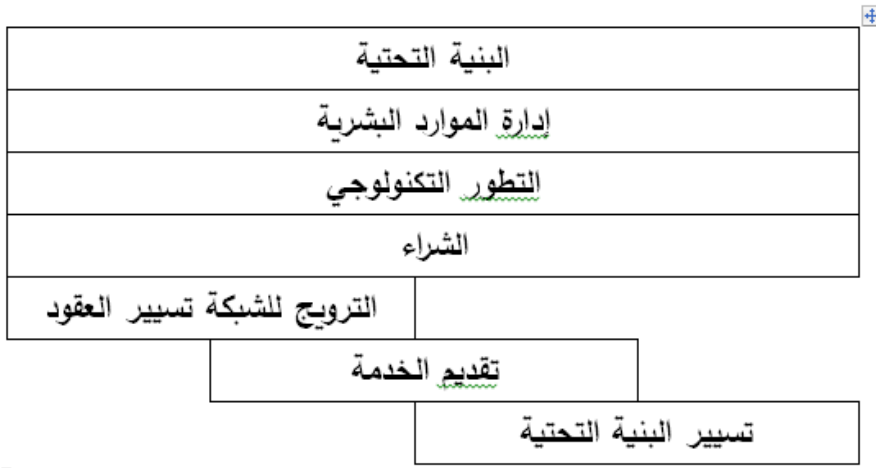 البنية التحتية
إدارة الموارد البشرية
التطور التكنولوجي
الشراء
الترويج للشبكة تسيير العقود
تقديم الخدمة
تسيير البنية التحتية